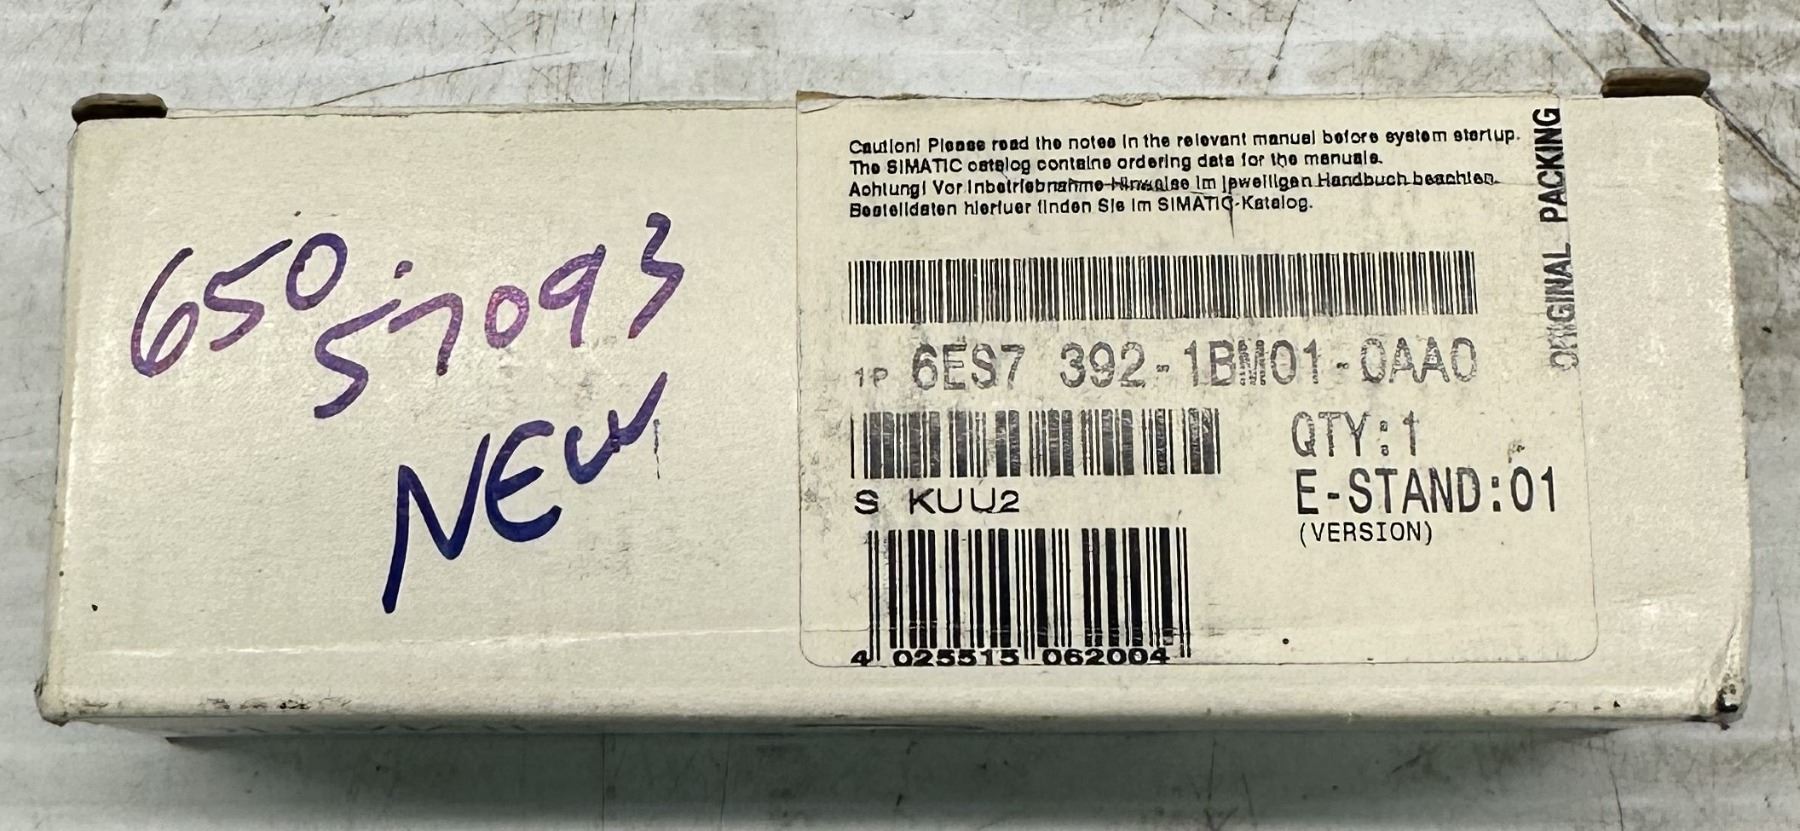 650
57093
NEW
Caution! Please read the notes in the relevant manual before system startup.
The SIMATIC catalog contains ordering data for the manuals.
Achtung! Vor Inbetriebnahme Hinweise im jeweiligen Handbuch beachten.
Bestelldaten hierfuer finden Sie im SIMATIC-Katalog.
ORIGINAL PACKING
1P 6ES7 392-1BM01-0AA0
QTY:1
S KUU2
E-STAND:01
(VERSION)
4 025515 062004